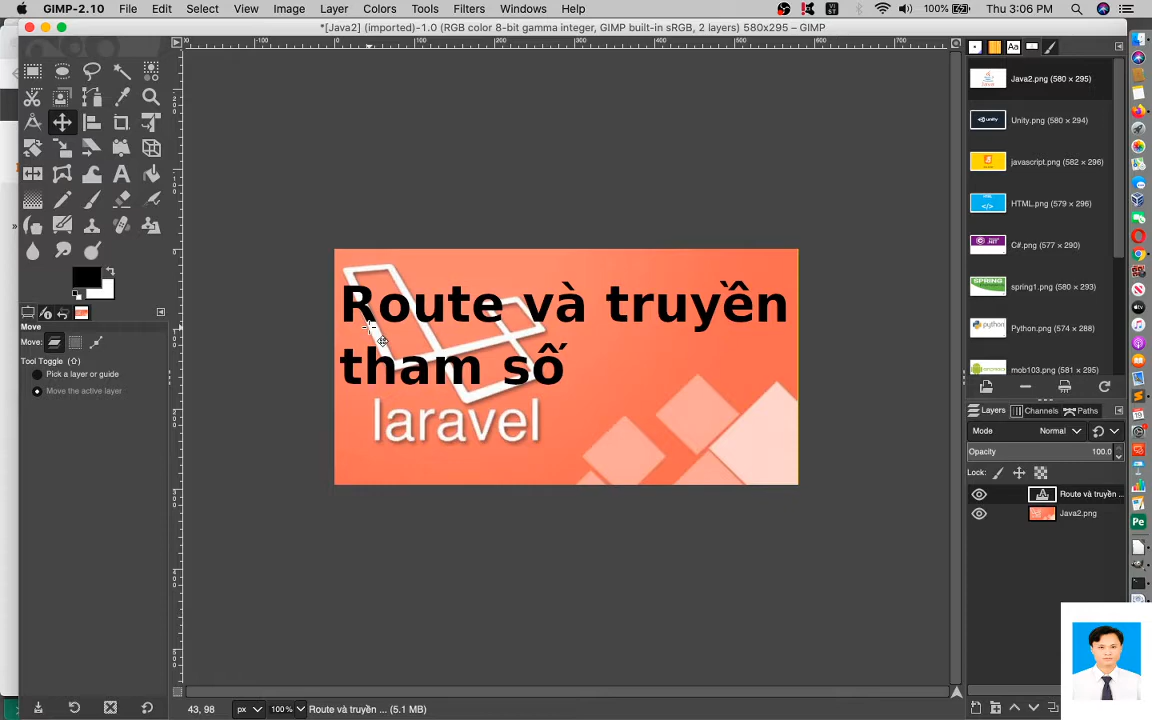 GIMP-2.10 File Edit Select View Image Layer Colors Tools Filters Windows Help 100% Thu 3:06 PM
*[Java2] (imported)-1.0 (RGB color 8-bit gamma integer, GIMP built-in sRGB, 2 layers) 580x295 – GIMP
Java2.png (580 × 295)
Unity.png (580 × 294)
javascript.png (582 × 296)
HTML.png (579 × 296)
C#.png (577 × 290)
spring1.png (580 × 293)
Python.png (574 × 288)
mob103.png (581 × 295)
Route và truyền
tham số
laravel
Move
Move:
Tool Toggle (⇧)
Pick a layer or guide
Move the active layer
Layers Channels Paths
Mode Normal
Opacity 100.0
Lock:
Route và truyền ...
Java2.png
43, 98 px 100% Route và truyền ... (5.1 MB)